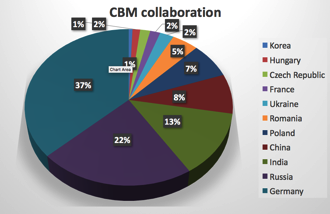 CBM collaboration
1%
2%
2%
2%
5%
1%
Chart Area
7%
37%
8%
13%
22%
Korea
Hungary
Czech Republic
France
Ukraine
Romania
Poland
China
India
Russia
Germany